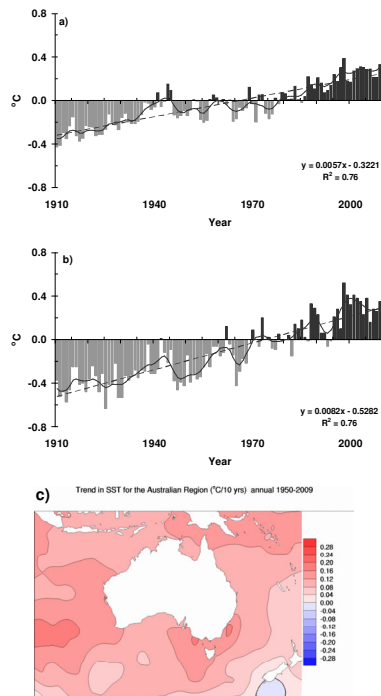 a)
0.8
0.4
0.0
-0.4
-0.8
°C
y = 0.0057x - 0.3221
R² = 0.76
1910 1940 1970 2000
Year
b)
0.8
0.4
0.0
-0.4
-0.8
°C
y = 0.0082x - 0.5282
R² = 0.76
1910 1940 1970 2000
Year
c) Trend in SST for the Australian Region (°C/10 yrs) annual 1950-2009
0.28
0.24
0.20
0.16
0.12
0.08
0.04
0.00
-0.04
-0.08
-0.12
-0.16
-0.20
-0.24
-0.28